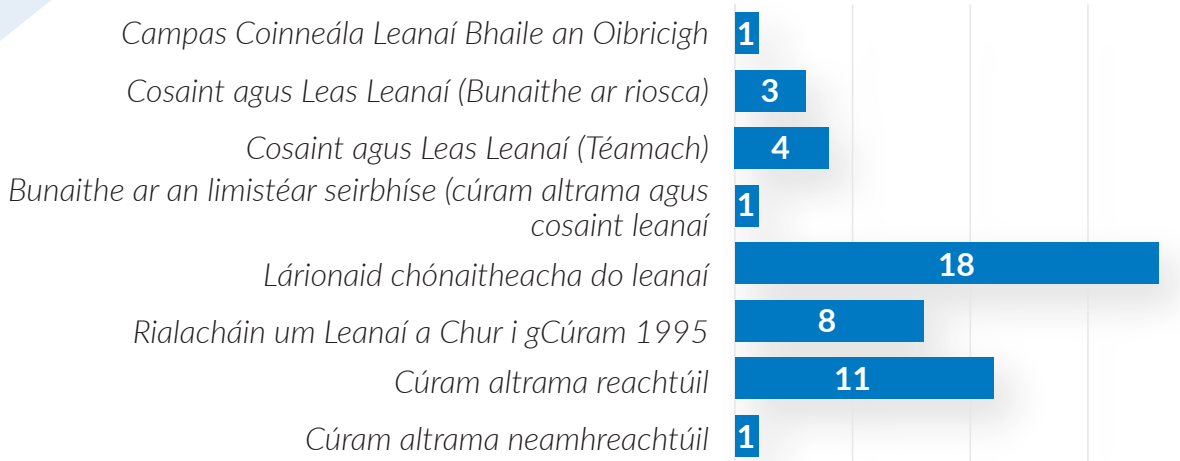 Campas Coinneála Leanaí Bhaile an Oibricigh 1
Cosaint agus Leas Leanaí (Bunaithe ar riosca) 3
Cosaint agus Leas Leanaí (Téamach) 4
Bunaithe ar an limistéar seirbhíse (cúram altrama agus
cosaint leanaí 1
Lárionaid chónaitheacha do leanaí 18
Rialacháin um Leanaí a Chur i gCúram 1995 8
Cúram altrama reachtúil 11
Cúram altrama neamhreachtúil 1